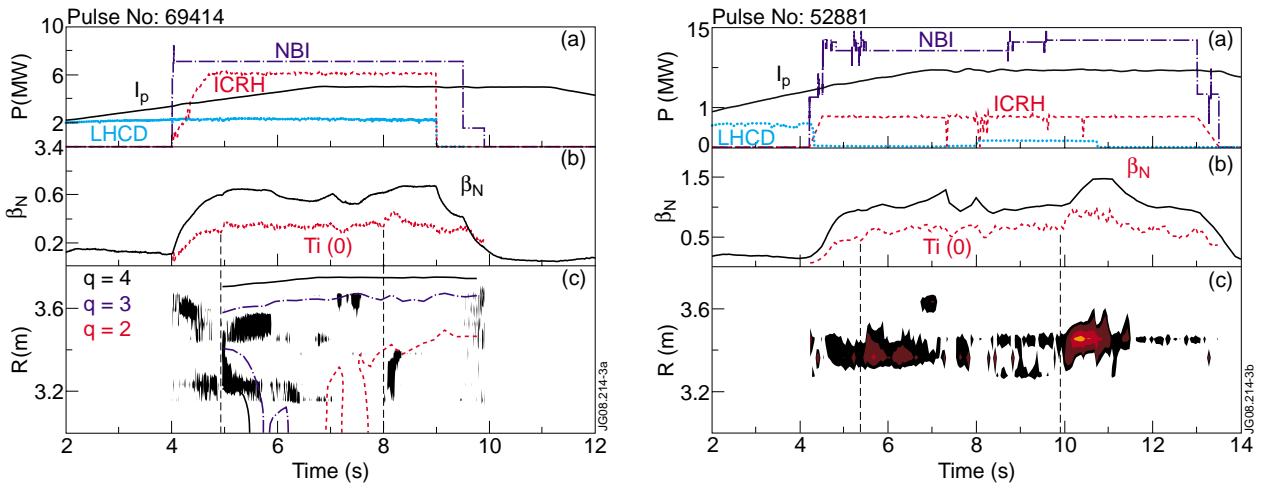 Pulse No: 69414
10
P(MW)
6
2
3.4
NBI
(a)
Ip
ICRH
LHCD
βN
0.6
0.2
(b)
βN
Ti (0)
R(m)
3.6
3.2
q = 4
q = 3
q = 2
(c)
2 4 6 8 10 12
Time (s)
JG08.214-3a
Pulse No: 52881
15
P (MW)
1
0
NBI
(a)
Ip
ICRH
LHCD
βN
1.5
0.5
(b)
βN
Ti (0)
R (m)
3.6
3.2
(c)
2 4 6 8 10 12 14
Time (s)
JG08.214-3b